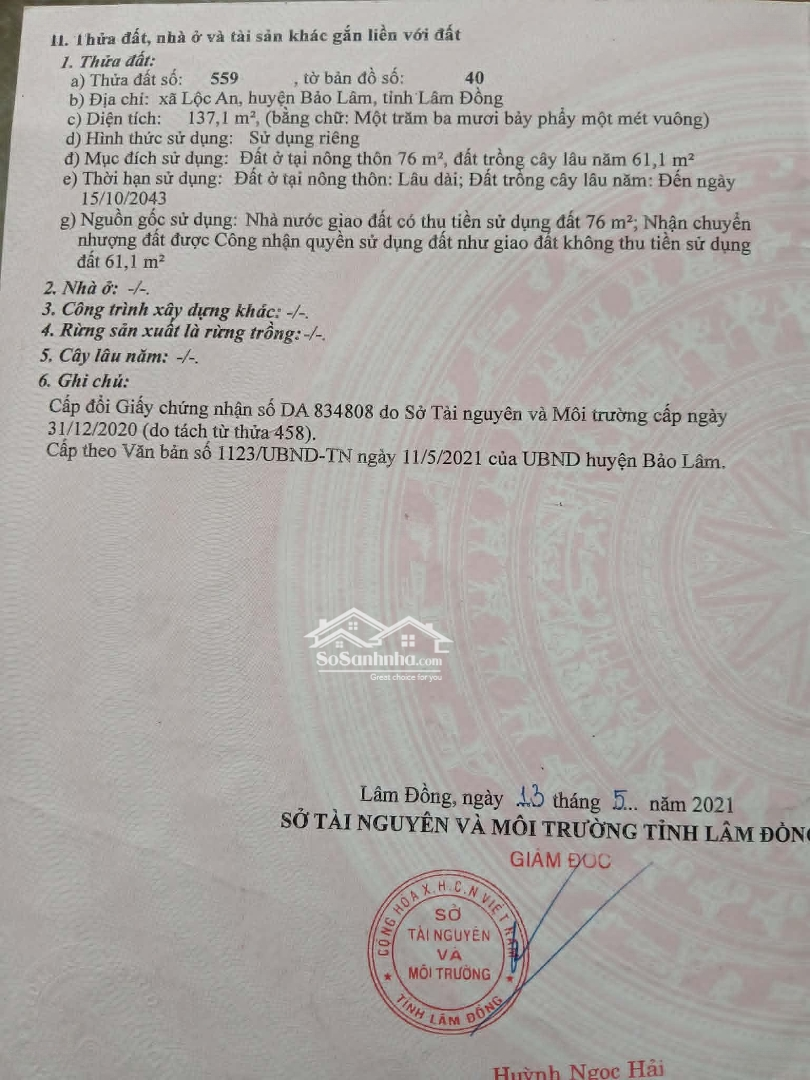 II. Thửa đất, nhà ở và tài sản khác gắn liền với đất
1. Thửa đất:
a) Thửa đất số: 559 , tờ bản đồ số: 40
b) Địa chỉ: xã Lộc An, huyện Bảo Lâm, tỉnh Lâm Đồng
c) Diện tích: 137,1 m², (bằng chữ: Một trăm ba mươi bảy phẩy một mét vuông)
d) Hình thức sử dụng: Sử dụng riêng
đ) Mục đích sử dụng: Đất ở tại nông thôn 76 m², đất trồng cây lâu năm 61,1 m²
e) Thời hạn sử dụng: Đất ở tại nông thôn: Lâu dài; Đất trồng cây lâu năm: Đến ngày
15/10/2043
g) Nguồn gốc sử dụng: Nhà nước giao đất có thu tiền sử dụng đất 76 m²; Nhận chuyển
nhượng đất được Công nhận quyền sử dụng đất như giao đất không thu tiền sử dụng
đất 61,1 m²
2. Nhà ở: -/-.
3. Công trình xây dựng khác: -/-.
4. Rừng sản xuất là rừng trồng: -/-.
5. Cây lâu năm: -/-.
6. Ghi chú:
Cấp đổi Giấy chứng nhận số DA 834808 do Sở Tài nguyên và Môi trường cấp ngày
31/12/2020 (do tách từ thửa 458).
Cấp theo Văn bản số 1123/UBND-TN ngày 11/5/2021 của UBND huyện Bảo Lâm.
SoSanhnha.com
Great choice for you
Lâm Đồng, ngày 13 tháng 5... năm 2021
SỞ TÀI NGUYÊN VÀ MÔI TRƯỜNG TỈNH LÂM ĐỒNG
GIÁM ĐỐC
CỘNG HÒA X.H.C.N VIỆT NAM
SỞ
TÀI NGUYÊN
VÀ
MÔI TRƯỜNG
TỈNH LÂM ĐỒNG
Huỳnh Ngọc Hải